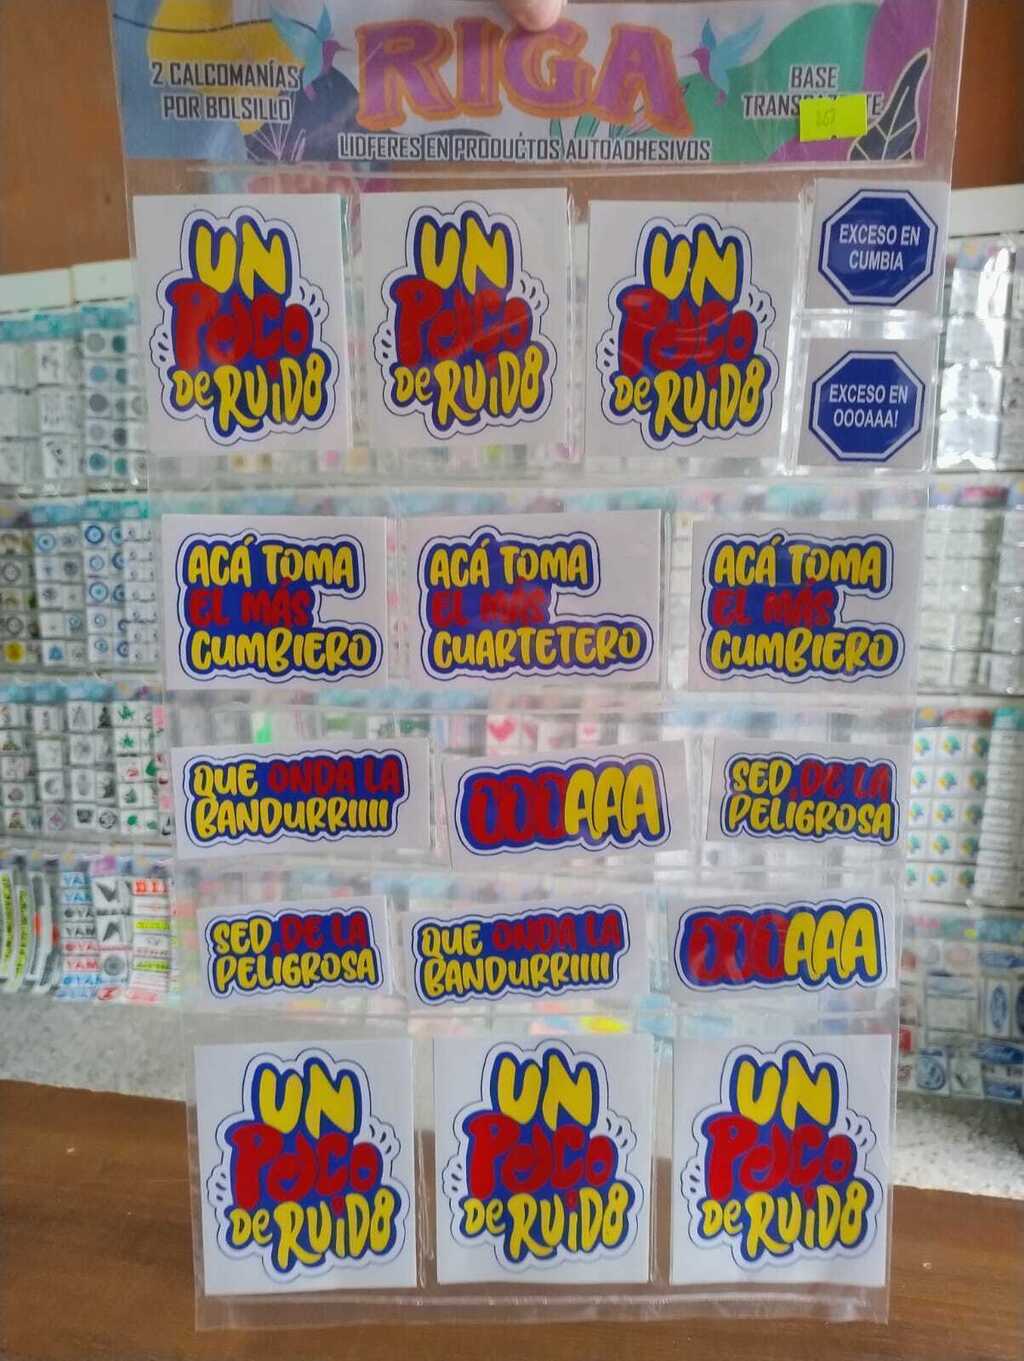 RIGA
2 CALCOMANÍAS
POR BOLSILLO
BASE
LIDFERES EN PRODUCTOS AUTOADHESIVOS
UN
POCO
DE RUIDO
UN
POCO
DE RUIDO
UN
POCO
DE RUIDO
EXCESO EN
CUMBIA
EXCESO EN
OOOAAA!
ACÁ TOMA
EL MÁS
CUMBIERO
ACÁ TOMA
EL MÁS
CUARTETERO
ACÁ TOMA
EL MÁS
CUMBIERO
QUE ONDA LA
BANDURRIIII
OOOAAA
SED DE LA
PELIGROSA
SED DE LA
PELIGROSA
QUE ONDA LA
BANDURRIIII
OOOAAA
UN
POCO
DE RUIDO
UN
POCO
DE RUIDO
UN
POCO
DE RUIDO